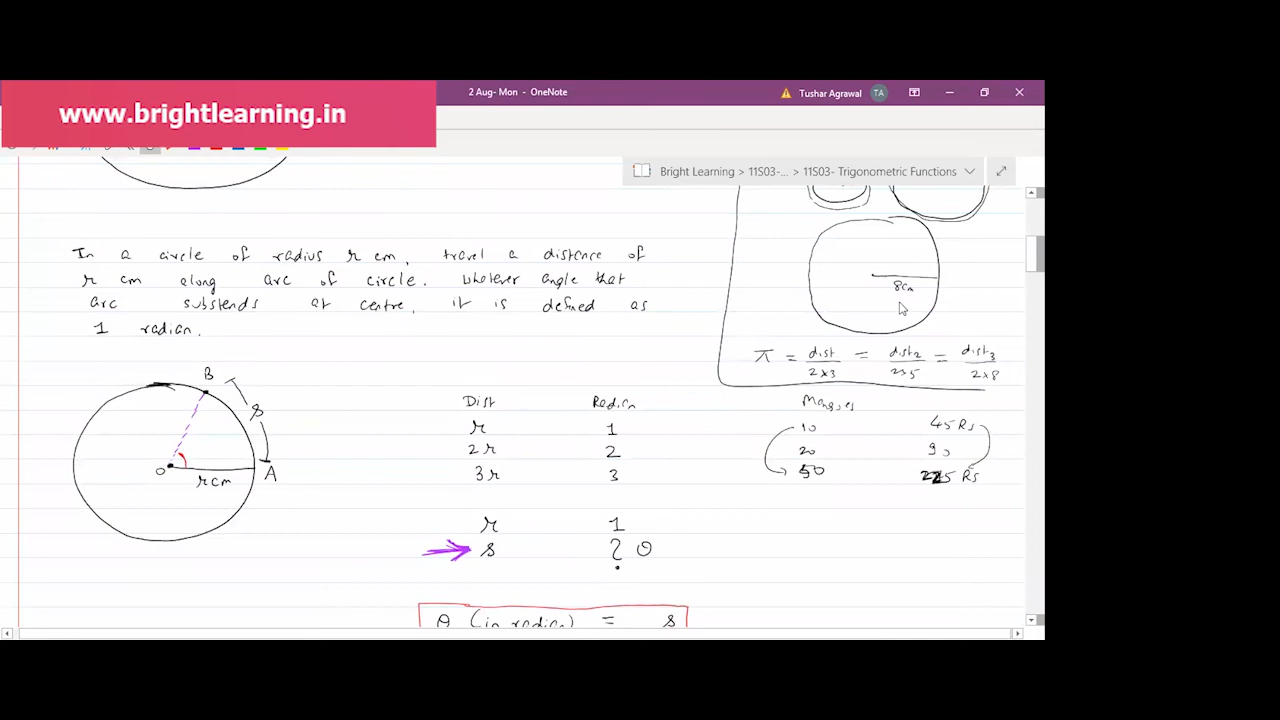 www.brightlearning.in
2 Aug- Mon - OneNote
Tushar Agrawal
TA
Bright Learning > 11S03-... > 11S03- Trigonometric Functions
In a circle of radius r cm, travel a distance of
r cm along arc of circle. Whatever angle that
arc substends at centre, it is defined as
1 radian.
8cm
π = dist/2×3 = dist2/2×5 = dist3/2×8
B
s
O
r cm
A
Dist Radian
r 1
2r 2
3r 3
r 1
s ? θ
θ (in radian) = s
Mangoes
10 45 Rs
20 90
50 225 Rs